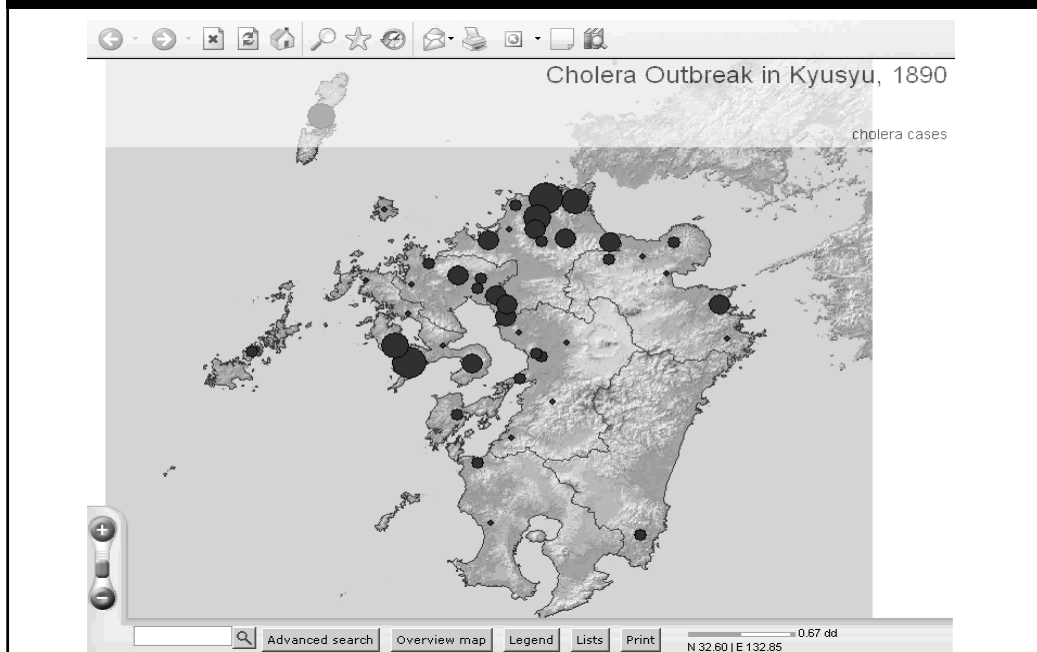 Cholera Outbreak in Kyusyu, 1890
cholera cases
Advanced search
Overview map
Legend
Lists
Print
0.67 dd
N 32.60 | E 132.85